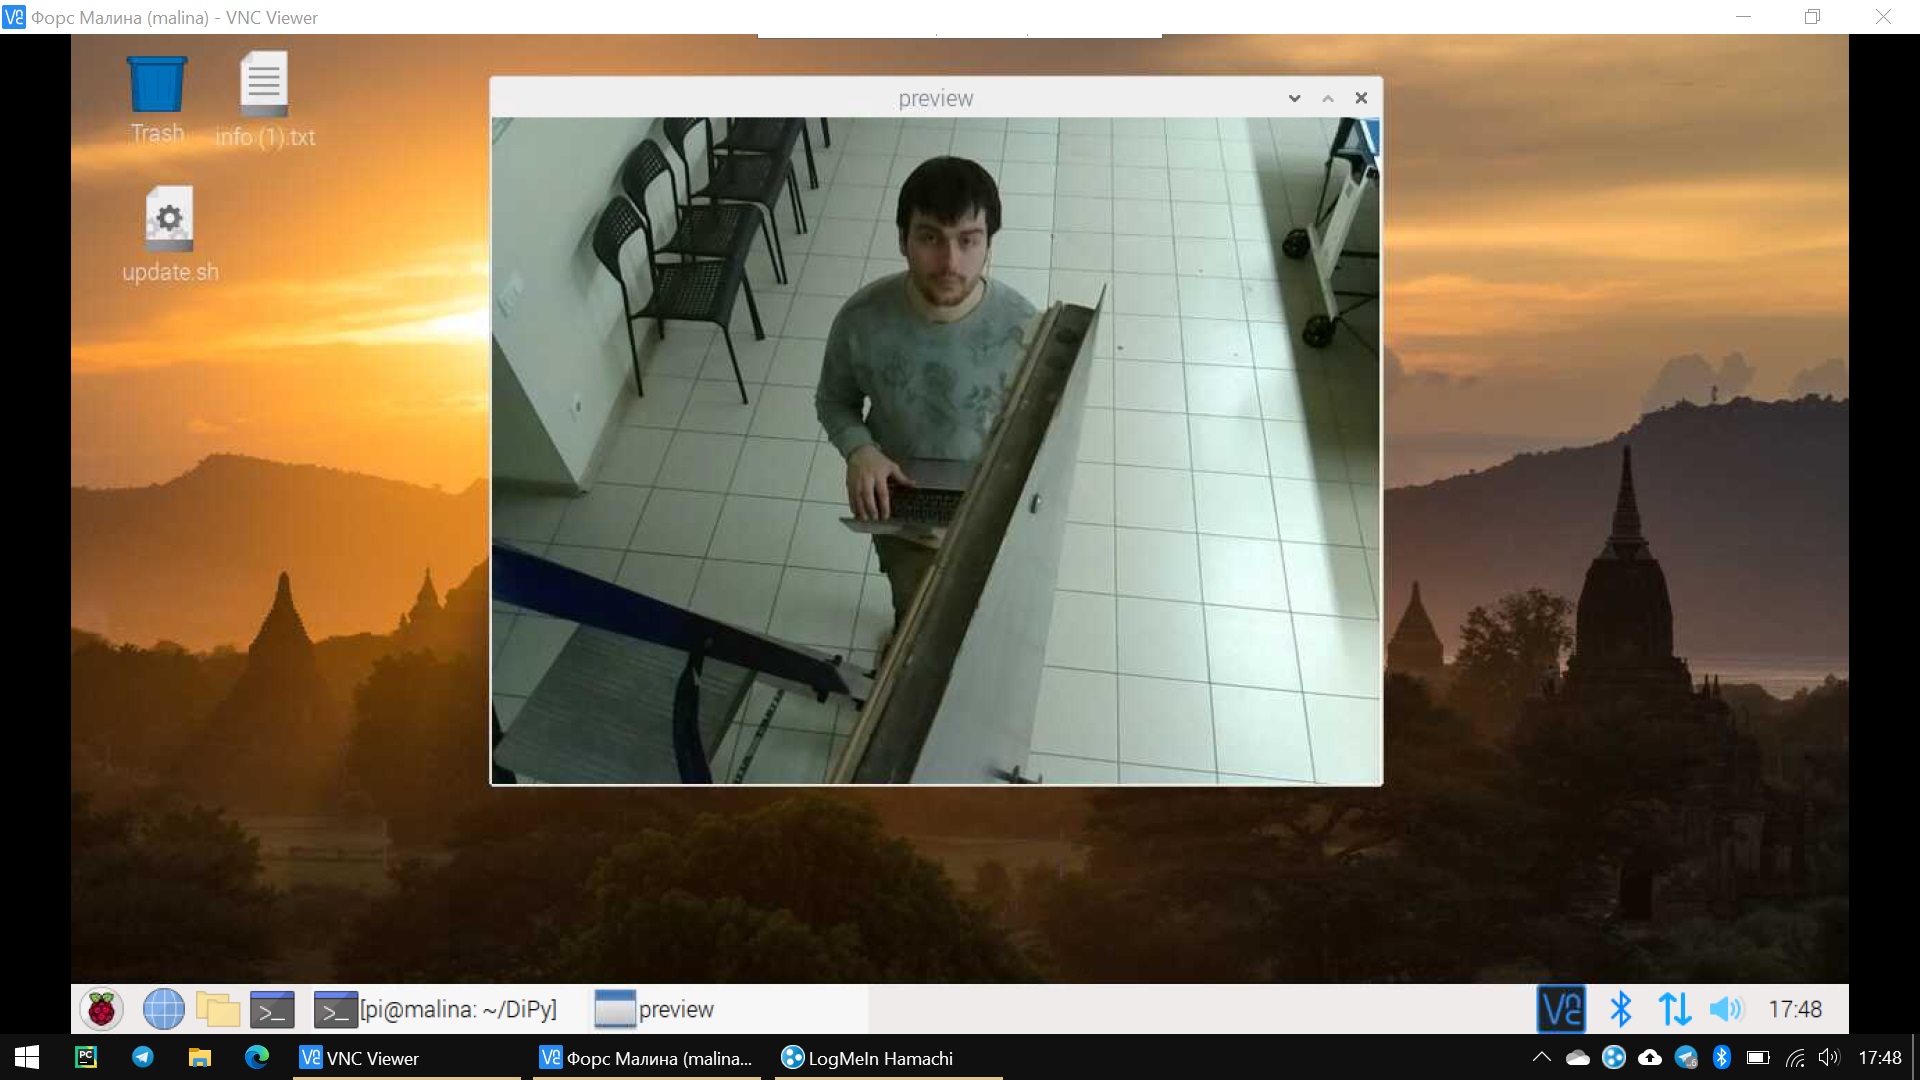 Форс Малина (malina) - VNC Viewer
Trash
info (1).txt
update.sh
preview
[pi@malina: ~/DiPy]
preview
17:48
PC
VNC Viewer
Форс Малина (malina...
LogMeIn Hamachi
17:48